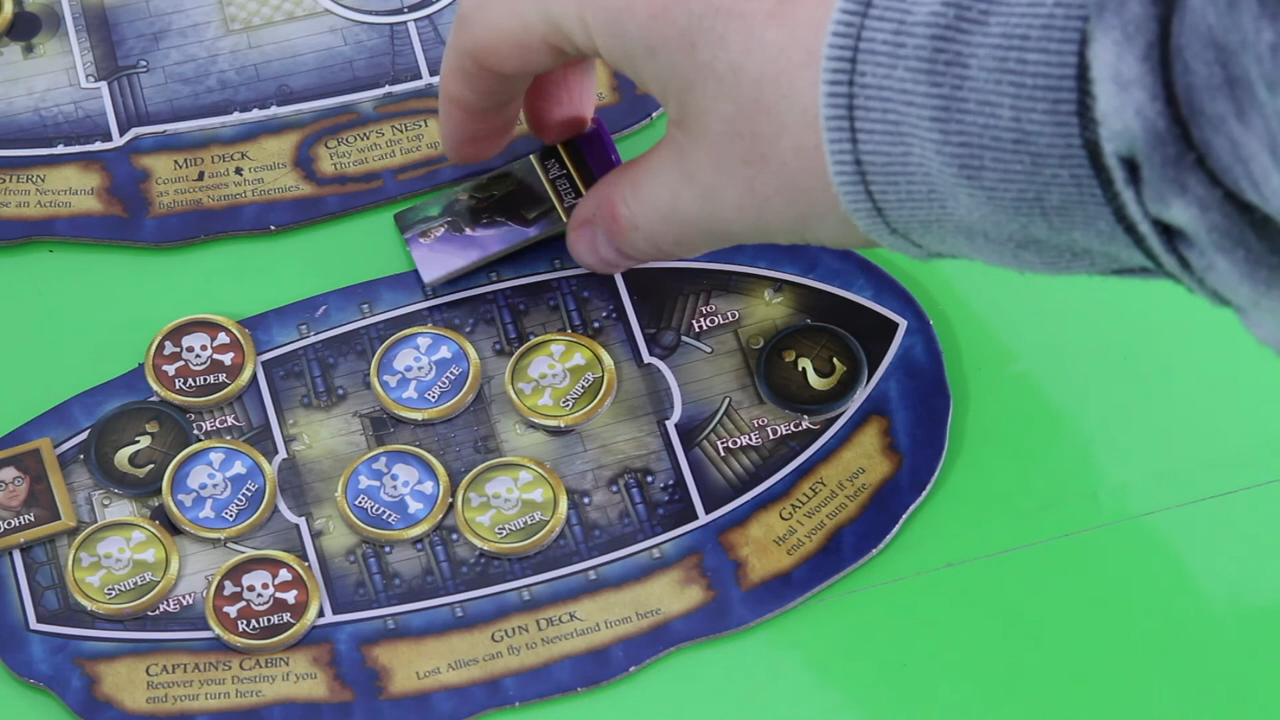 STERN
/from Neverland
se an Action.
MID DECK
Count and results
as successes when
fighting Named Enemies.
CROW'S NEST
Play with the top
Threat card face up
PETER PAN
RAIDER
DECK
BRUTE
SNIPER
TO
HOLD
TO
FORE DECK
JOHN
BRUTE
BRUTE
SNIPER
SNIPER
RAIDER
CREW
GALLEY
Heal 1 Wound if you
end your turn here.
GUN DECK
Lost Allies can fly to Neverland from here.
CAPTAIN'S CABIN
Recover your Destiny if you
end your turn here.